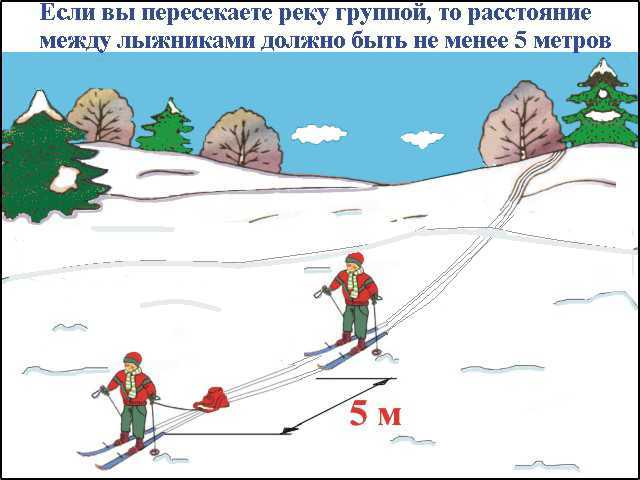 Если вы пересекаете реку группой, то расстояние
между лыжниками должно быть не менее 5 метров
5 м